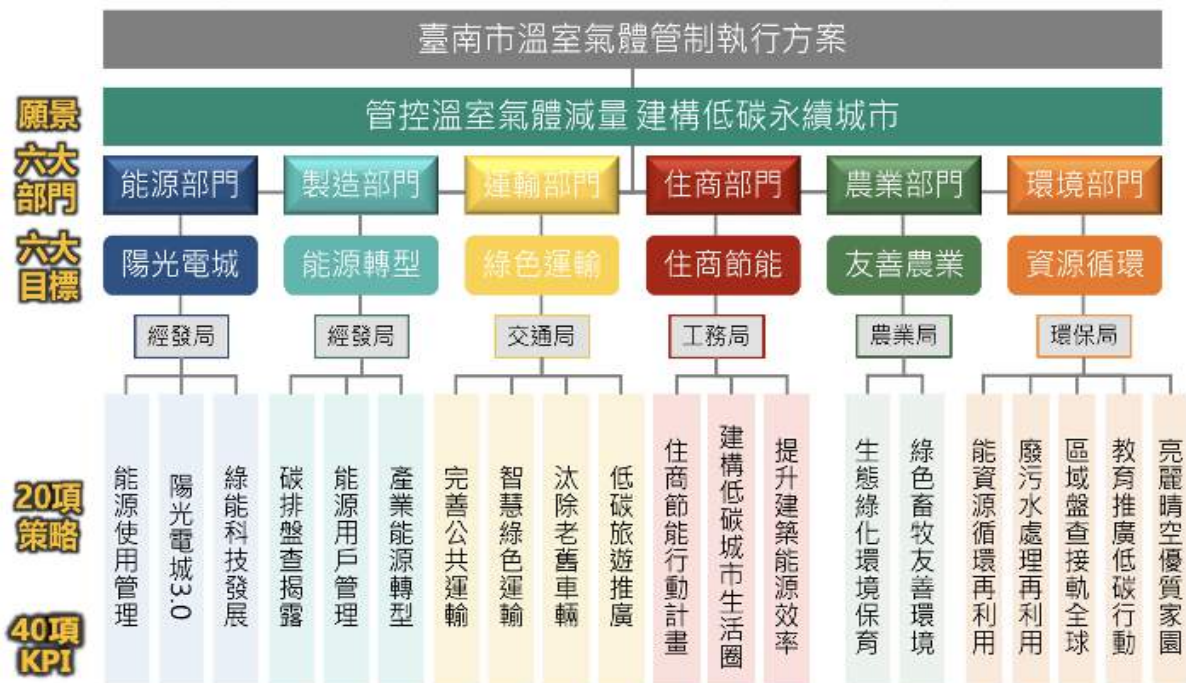 臺南市溫室氣體管制執行方案
願景
管控溫室氣體減量 建構低碳永續城市
六大
部門
能源部門
製造部門
運輸部門
住商部門
農業部門
環境部門
六大
目標
陽光電城
能源轉型
綠色運輸
住商節能
友善農業
資源循環
經發局
經發局
交通局
工務局
農業局
環保局
20項
策略
40項
KPI
能源使用管理
陽光電城3.0
綠能科技發展
碳排盤查揭露
能源用戶管理
產業能源轉型
完善公共運輸
智慧綠色運輸
汰除老舊車輛
低碳旅遊推廣
住商節能行動計畫
建構低碳城市生活圈
提升建築能源效率
生態綠化環境保育
綠色畜牧友善環境
能資源循環再利用
廢污水處理再利用
區域盤查接軌全球
教育推廣低碳行動
亮麗晴空優質家園